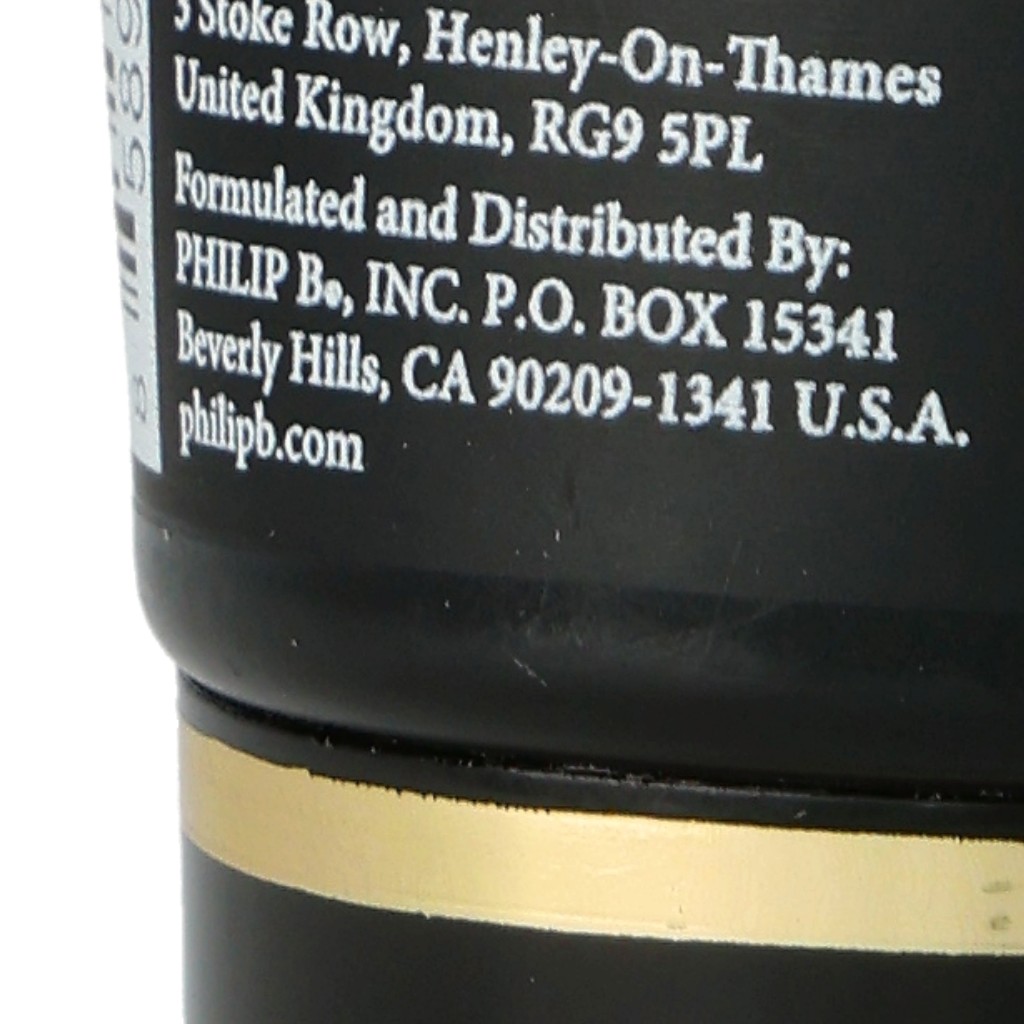 Stoke Row, Henley-On-Thames
United Kingdom, RG9 5PL
Formulated and Distributed By:
PHILIP B®, INC. P.O. BOX 15341
Beverly Hills, CA 90209-1341 U.S.A.
philipb.com